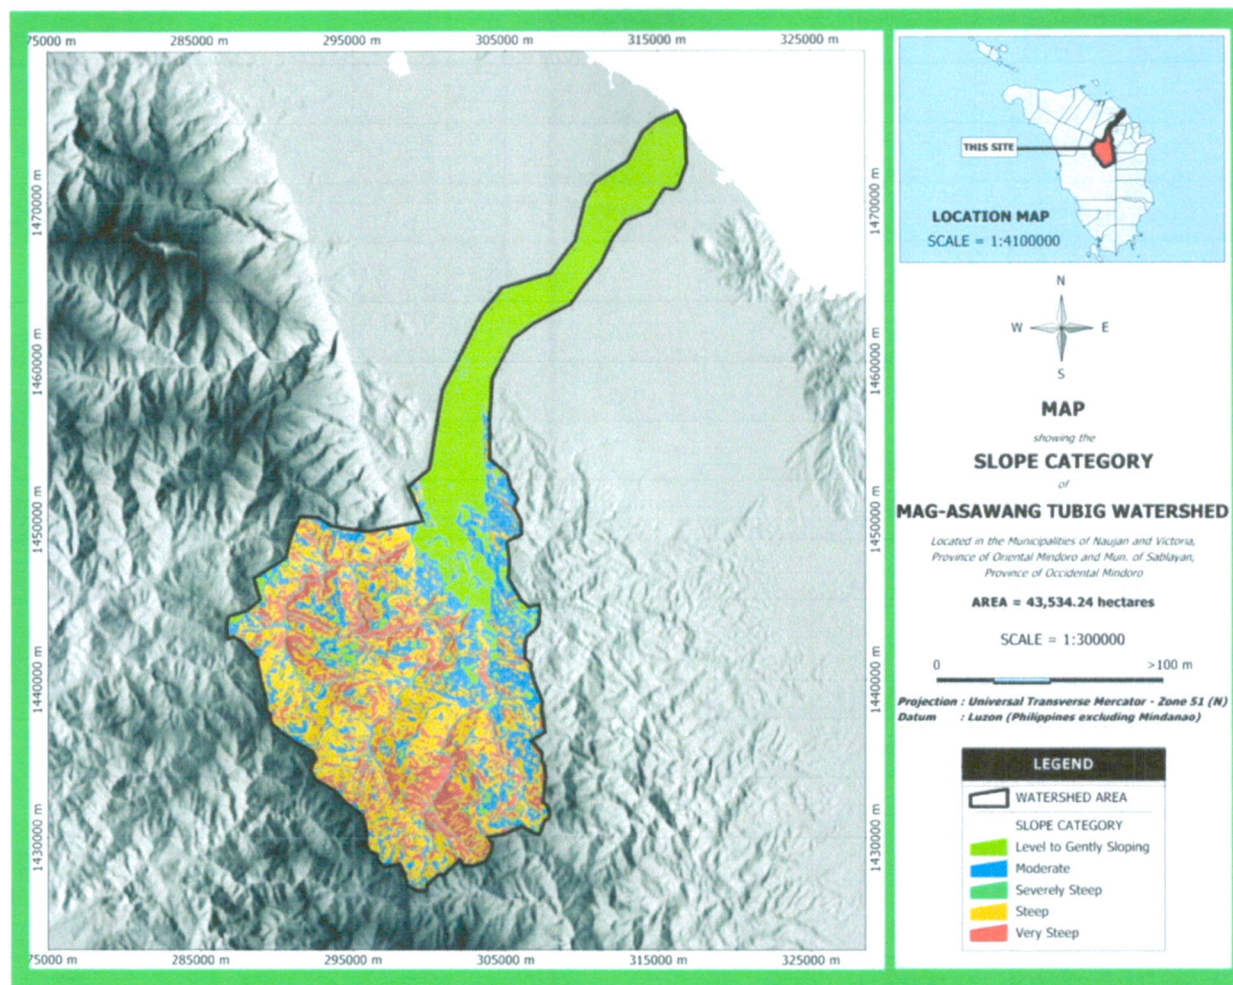 75000 m 285000 m 295000 m 305000 m 315000 m 325000 m
1470000 m
1460000 m
1450000 m
1440000 m
1430000 m
1470000 m
1460000 m
1450000 m
1440000 m
1430000 m
75000 m 285000 m 295000 m 305000 m 315000 m 325000 m
THIS SITE
LOCATION MAP
SCALE = 1:4100000
N
W E
S
MAP
showing the
SLOPE CATEGORY
of
MAG-ASAWANG TUBIG WATERSHED
Located in the Municipalities of Naujan and Victoria,
Province of Oriental Mindoro and Mun. of Sablayan,
Province of Occidental Mindoro
AREA = 43,534.24 hectares
SCALE = 1:300000
0 >100 m
Projection : Universal Transverse Mercator - Zone 51 (N)
Datum : Luzon (Philippines excluding Mindanao)
LEGEND
WATERSHED AREA
SLOPE CATEGORY
Level to Gently Sloping
Moderate
Severely Steep
Steep
Very Steep